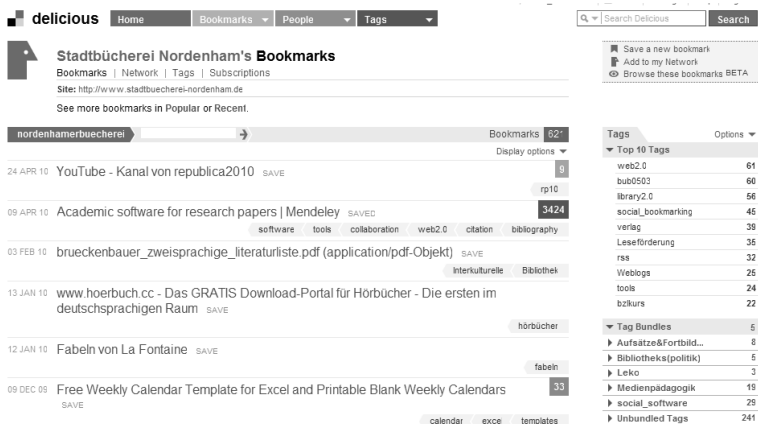 delicious Home Bookmarks People Tags Search Delicious Search
Stadtbücherei Nordenham's Bookmarks
Bookmarks | Network | Tags | Subscriptions
Site: http://www.stadtbuecherei-nordenham.de
See more bookmarks in Popular or Recent.
Save a new bookmark
Add to my Network
Browse these bookmarks BETA
nordenhamerbuecherei Bookmarks 62+
Display options
24 APR 10 YouTube - Kanal von republica2010 SAVE 9
rp10
09 APR 10 Academic software for research papers | Mendeley SAVED 3424
software tools collaboration web2.0 citation bibliography
03 FEB 10 brueckenbauer_zweisprachige_literaturliste.pdf (application/pdf-Objekt) SAVE
Interkulturelle Bibliothek
13 JAN 10 www.hoerbuch.cc - Das GRATIS Download-Portal für Hörbücher - Die ersten im
deutschsprachigen Raum SAVE
hörbücher
12 JAN 10 Fabeln von La Fontaine SAVE
fabeln
09 DEC 09 Free Weekly Calendar Template for Excel and Printable Blank Weekly Calendars 33
SAVE
calendar excel templates
Tags Options
Top 10 Tags
web2.0 61
bub0503 60
library2.0 56
social_bookmarking 45
verlag 39
Leseförderung 35
rss 32
Weblogs 25
tools 24
bzlkurs 22
Tag Bundles 5
Aufsätze&Fortbild... 8
Bibliotheks(politik) 5
Leko 3
Medienpädagogik 19
social_software 29
Unbundled Tags 241